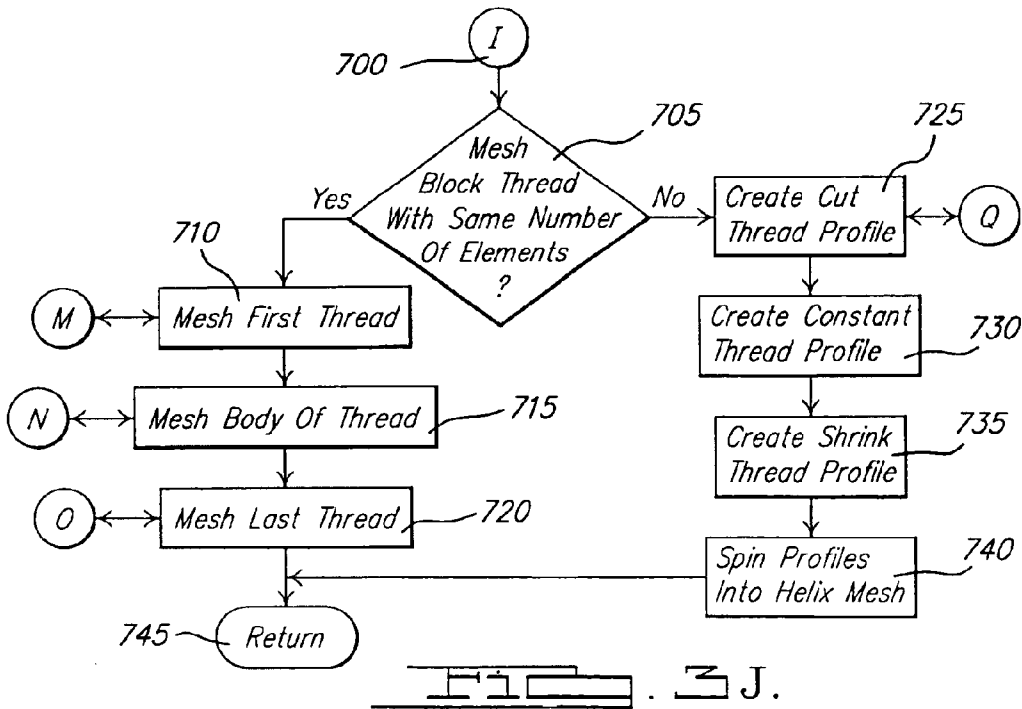 I
700
705
Mesh
Block Thread
With Same Number
Of Elements
?
Yes
No
725
Create Cut
Thread Profile
Q
710
M
Mesh First Thread
Create Constant
Thread Profile
730
N
Mesh Body Of Thread
715
Create Shrink
Thread Profile
735
O
Mesh Last Thread
720
Spin Profiles
Into Helix Mesh
740
745
Return
FIG. 3J.